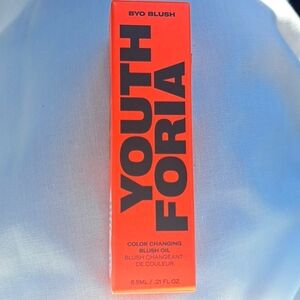 BYO BLUSH
YOUTH
FORIA
COLOR CHANGING
BLUSH OIL
BLUSH CHANGEANT
DE COULEUR
6.5ML / .21 FL OZ